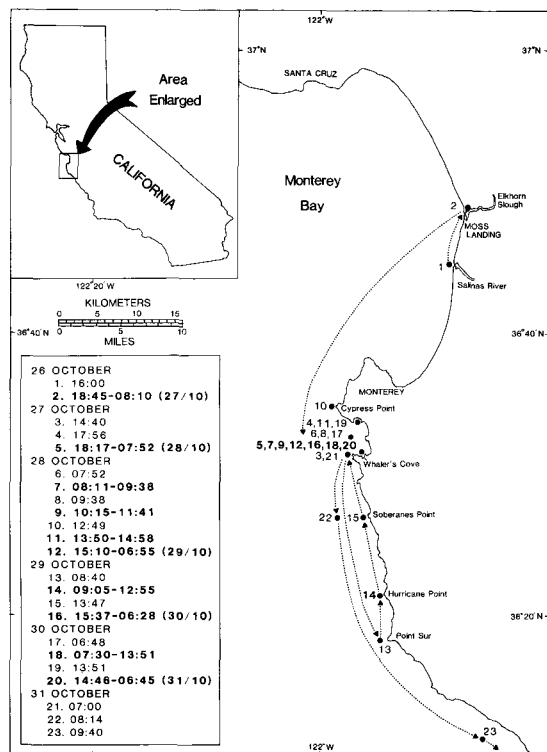 122°W
37°N
37°N
SANTA CRUZ
Area
Enlarged
CALIFORNIA
Monterey
Bay
2
Elkhorn
Slough
MOSS
LANDING
1
Salinas River
122°20'W
KILOMETERS
0 5 10 15
0 5 10
MILES
36°40'N
36°40'N
MONTEREY
10 Cypress Point
4,11,19
6,8,17
5,7,9,12,16,18,20
3,21
Whaler's Cove
22
15 Soberanes Point
14 Hurricane Point
36°20'N
Point Sur
13
23
122°W
26 OCTOBER
1. 16:00
2. 18:45-08:10 (27/10)
27 OCTOBER
3. 14:40
4. 17:56
5. 18:17-07:52 (28/10)
28 OCTOBER
6. 07:52
7. 08:11-09:38
8. 09:38
9. 10:15-11:41
10. 12:49
11. 13:50-14:58
12. 15:10-06:55 (29/10)
29 OCTOBER
13. 08:40
14. 09:05-12:55
15. 13:47
16. 15:37-06:28 (30/10)
30 OCTOBER
17. 06:48
18. 07:30-13:51
19. 13:51
20. 14:46-06:45 (31/10)
31 OCTOBER
21. 07:00
22. 08:14
23. 09:40